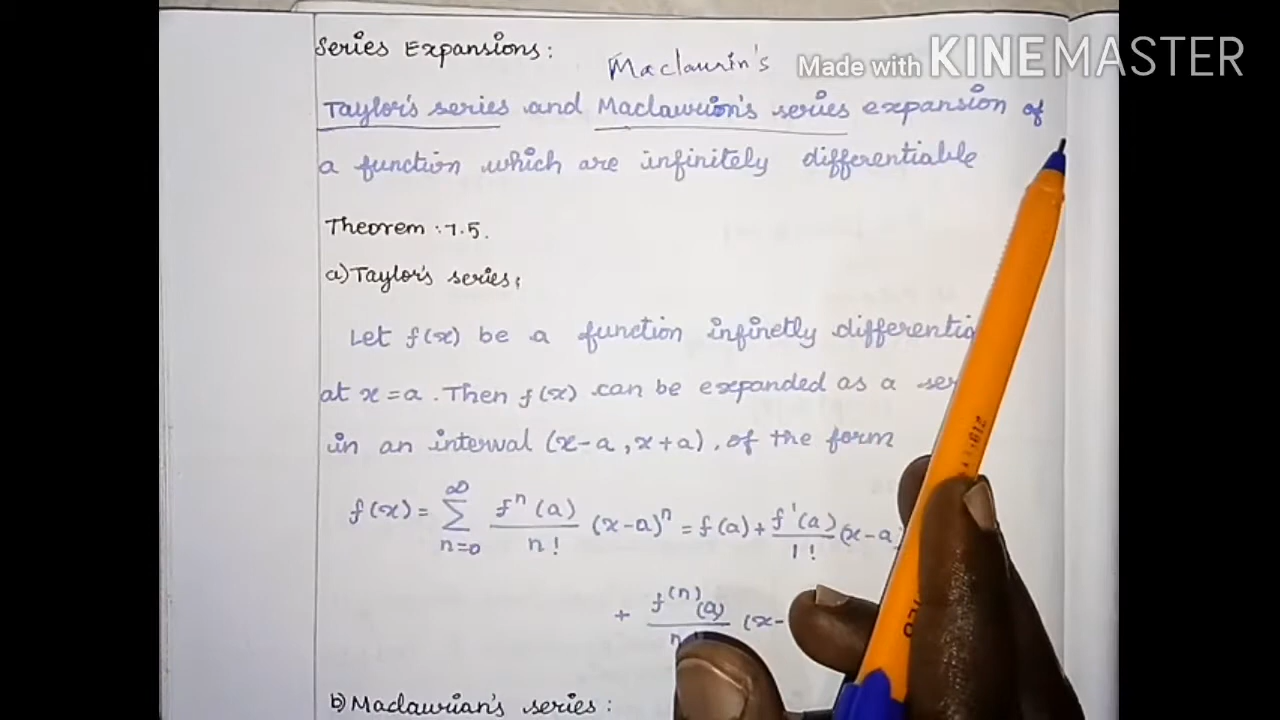 Series Expansions:
Maclaurin's
Made with KINEMASTER
Taylor's series and Maclaurion's series expansion of
a function which are infinitely differentiable
Theorem :7.5.
a) Taylor's series:
Let f(x) be a function infinetly differentia
at x = a. Then f(x) can be expanded as a ser
in an interval (x-a, x+a), of the form
f(x) = ∞ Σ n=0 fⁿ(a) / n! (x-a)ⁿ = f(a) + f'(a) / 1! (x-a)
+ f⁽ⁿ⁾(a) / n! (x-
b) Maclaurian's series: